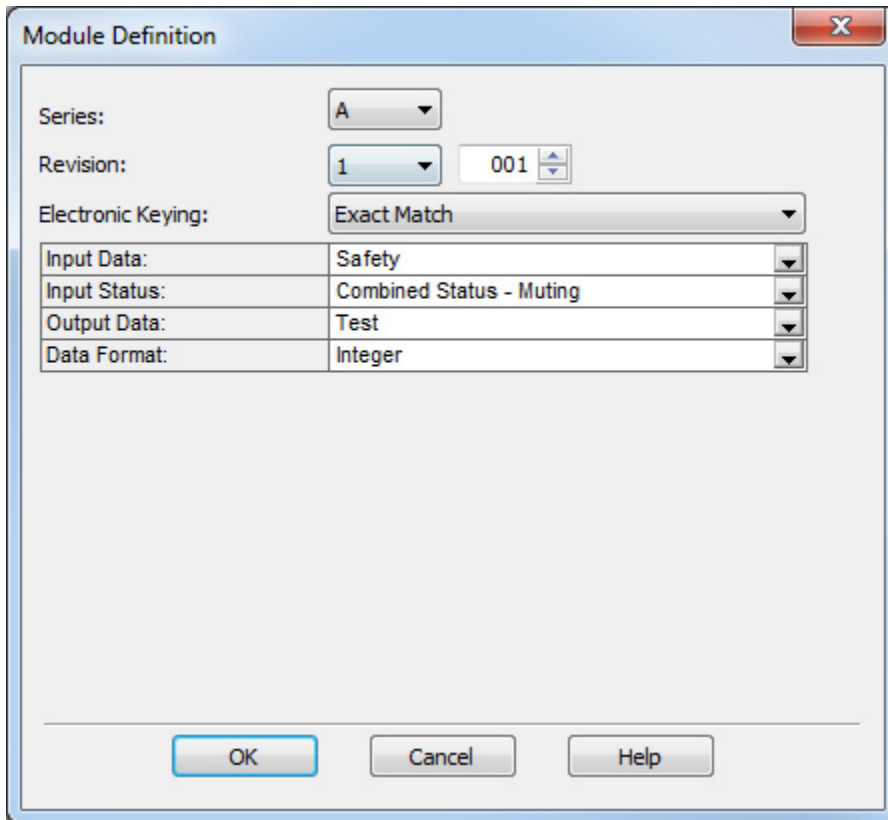 Module Definition
X
Series: A
Revision: 1 001
Electronic Keying: Exact Match
Input Data: Safety
Input Status: Combined Status - Muting
Output Data: Test
Data Format: Integer
OK Cancel Help